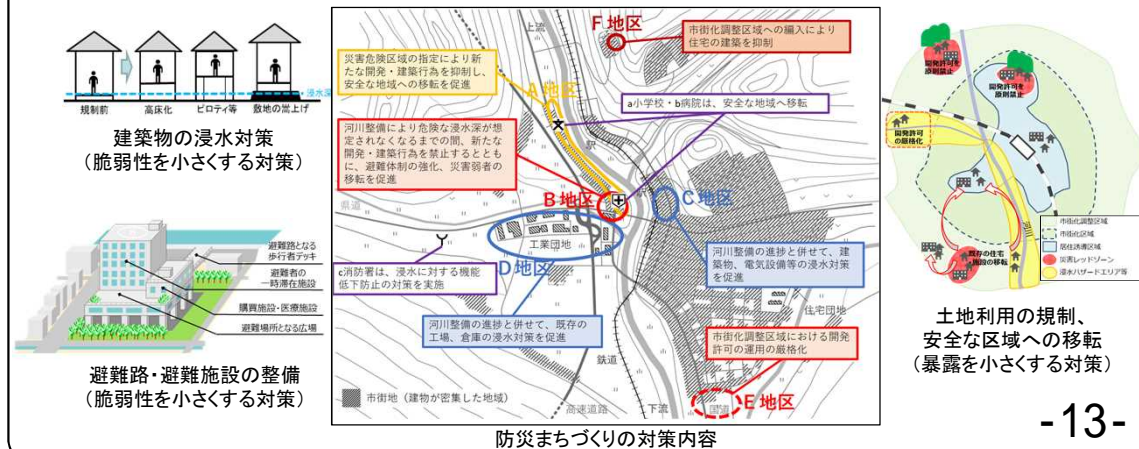 規制前
高床化
ピロティ等
敷地の嵩上げ
浸水深
建築物の浸水対策
(脆弱性を小さくする対策)
避難路となる
歩行者デッキ
避難者の
一時滞在施設
購買施設・医療施設
避難場所となる広場
避難路・避難施設の整備
(脆弱性を小さくする対策)
上流
F地区
市街化調整区域への編入により
住宅の建築を抑制
災害危険区域の指定により新
たな開発・建築行為を抑制し、
安全な地域への移転を促進
A地区
a小学校・b病院は、安全な地域へ移転
駅
河川整備により危険な浸水深が想
定されなくなるまでの間、新たな
開発・建築行為を禁止するとと
もに、避難体制の強化、災害弱者の
移転を促進
県道
B地区
駅
C地区
工業団地
D地区
河川整備の進捗と併せて、建
築物、電気設備等の浸水対策
を促進
c消防署は、浸水に対する機能
低下防止の対策を実施
河川整備の進捗と併せて、既存の
工場、倉庫の浸水対策を促進
住宅団地
市街化調整区域における開発
許可の運用の厳格化
鉄道
市街地(建物が密集した地域)
高速道路
下流
国道
E地区
防災まちづくりの対策内容
開発許可を
原則禁止
開発許可を
原則禁止
開発許可
の厳格化
河川
既存の住宅
施設の移転
市街化調整区域
市街化区域
居住誘導区域
災害レッドゾーン
浸水ハザードエリア等
土地利用の規制、
安全な区域への移転
(暴露を小さくする対策)
-13-